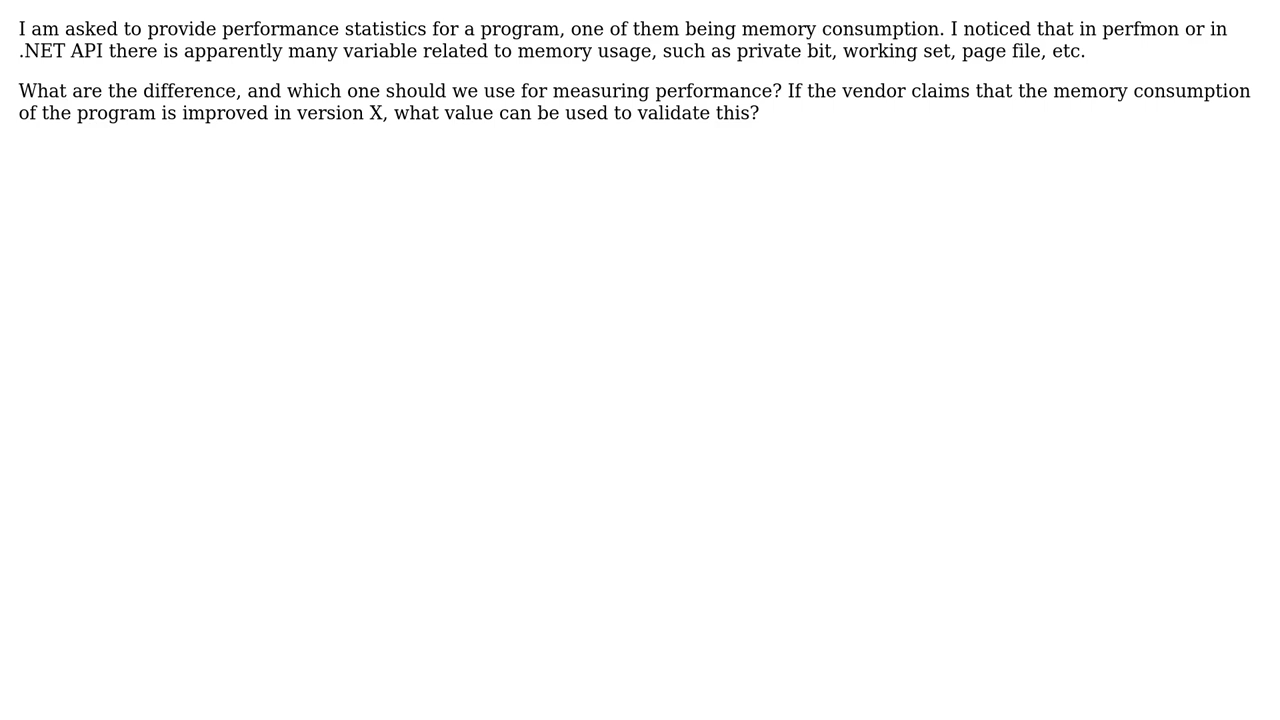 I am asked to provide performance statistics for a program, one of them being memory consumption. I noticed that in perfmon or in
.NET API there is apparently many variable related to memory usage, such as private bit, working set, page file, etc.
What are the difference, and which one should we use for measuring performance? If the vendor claims that the memory consumption
of the program is improved in version X, what value can be used to validate this?